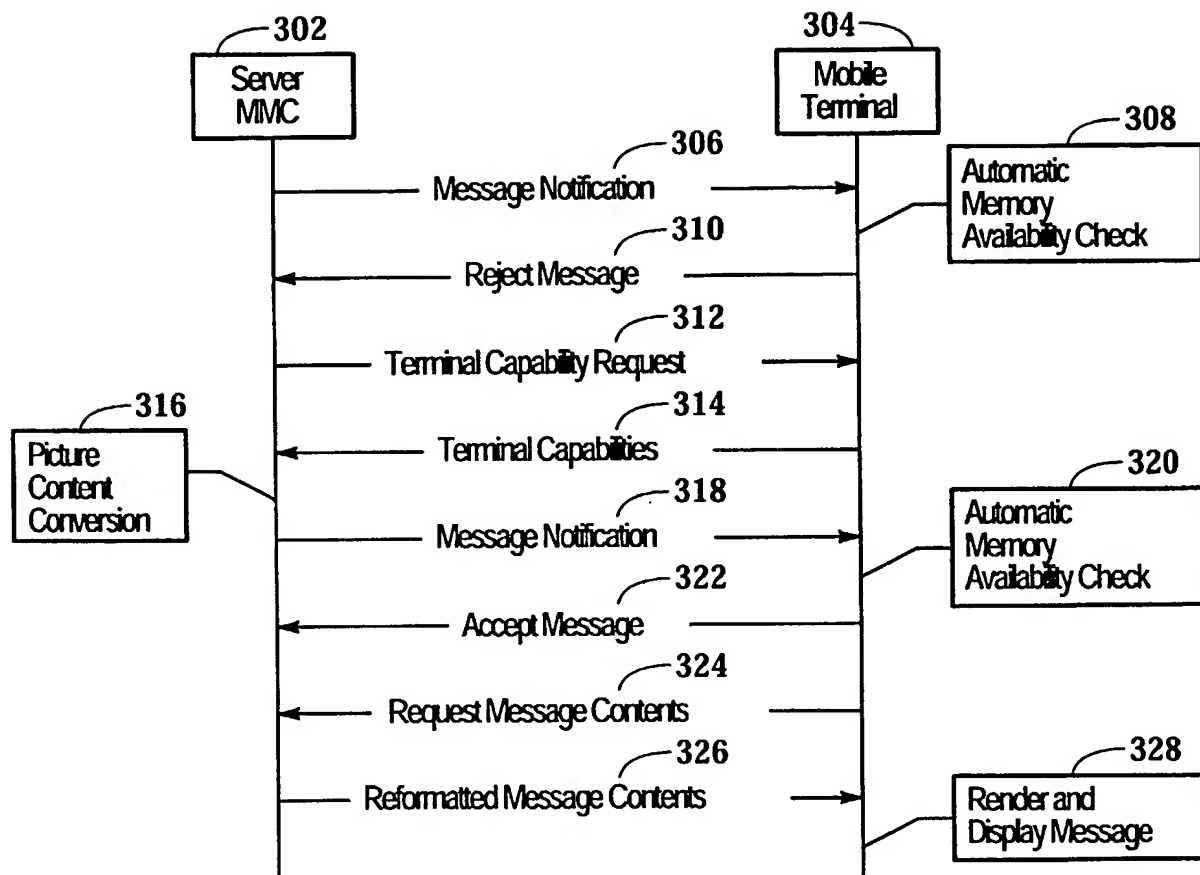 302
304
Server
MMC
Mobile
Terminal
306
308
Message Notification
Automatic
Memory
Availability Check
310
Reject Message
312
Terminal Capability Request
316
314
Picture
Content
Conversion
Terminal Capabilities
318
320
Message Notification
Automatic
Memory
Availability Check
322
Accept Message
324
Request Message Contents
326
328
Reformatted Message Contents
Render and
Display Message